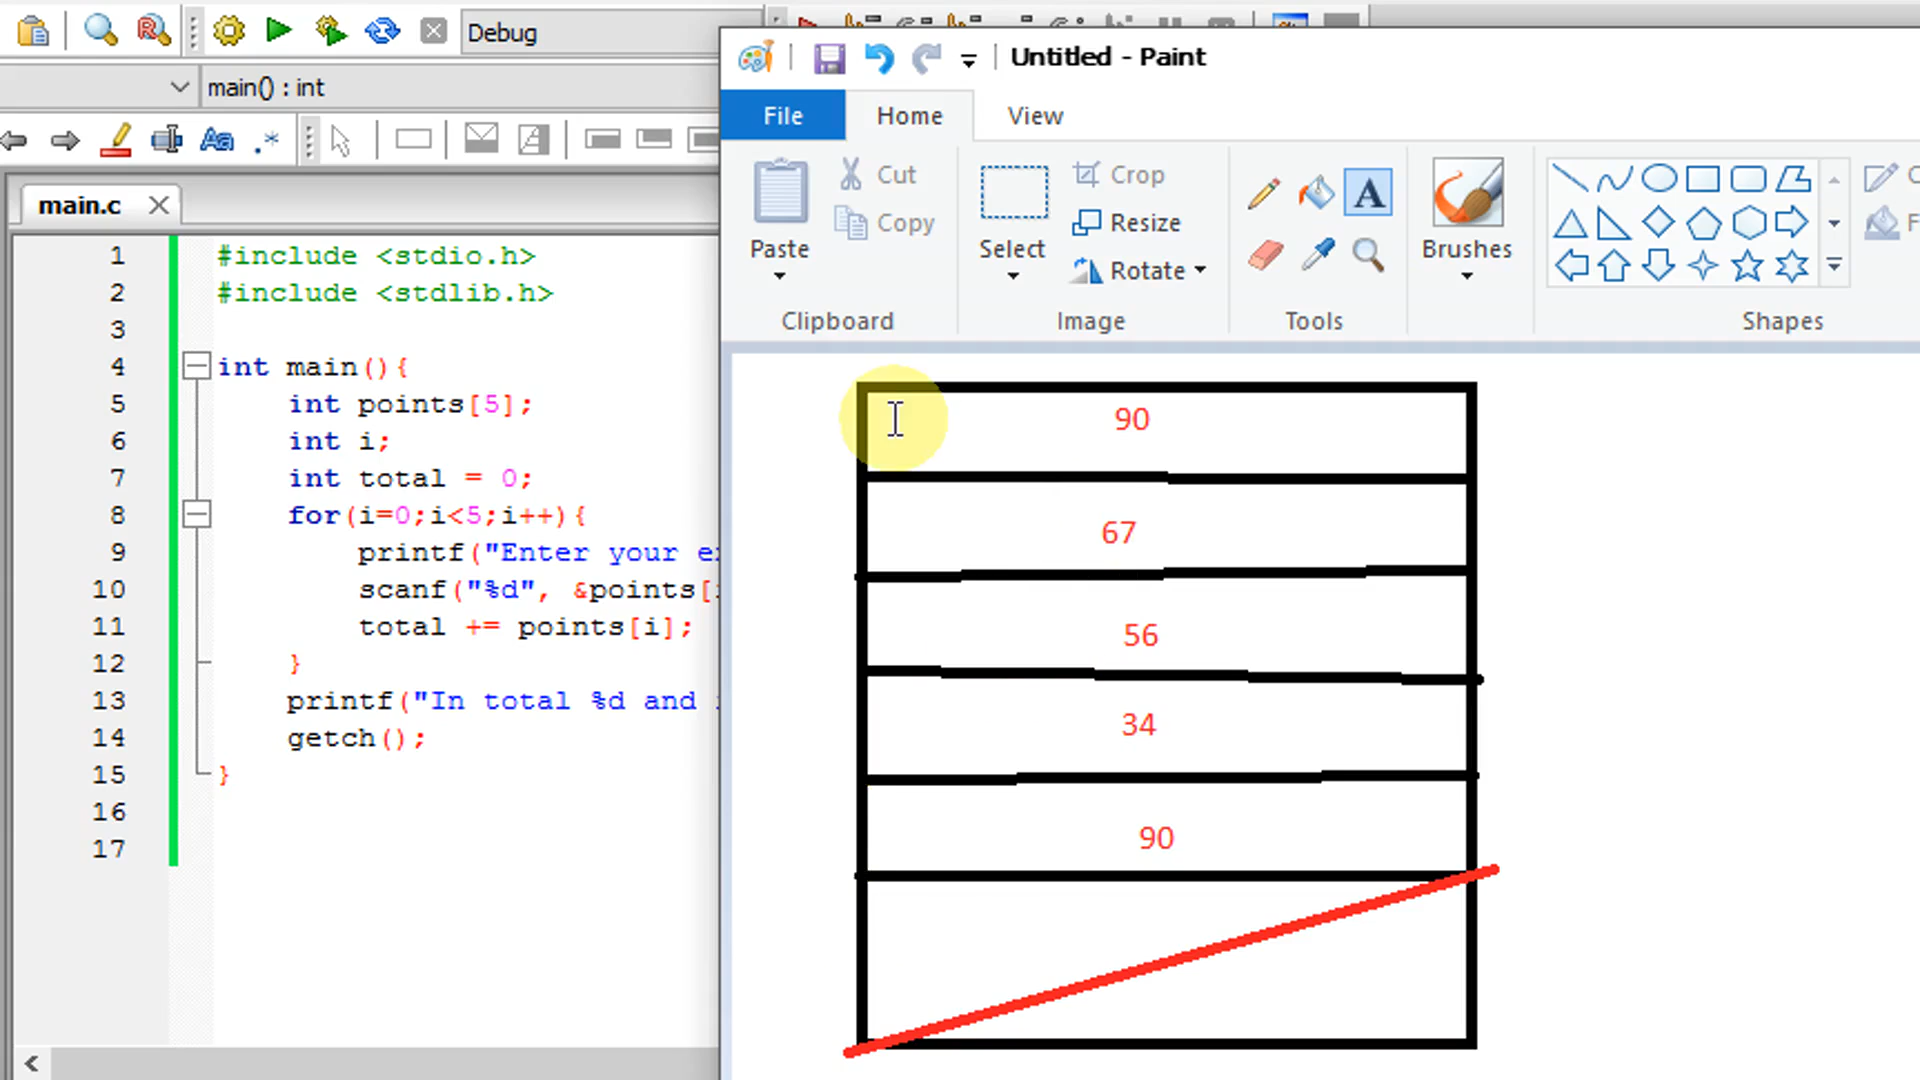 Debug
main() : int
main.c
1 #include <stdio.h>
2 #include <stdlib.h>
3
4 int main(){
5 int points[5];
6 int i;
7 int total = 0;
8 for(i=0;i<5;i++){
9 printf("Enter your
10 scanf("%d", &points[
11 total += points[i];
12 }
13 printf("In total %d and
14 getch();
15 }
16
17
Untitled - Paint
File Home View
Paste
Cut
Copy
Clipboard
Select
Crop
Resize
Rotate
Image
A
Tools
Brushes
Shapes
90
67
56
34
90